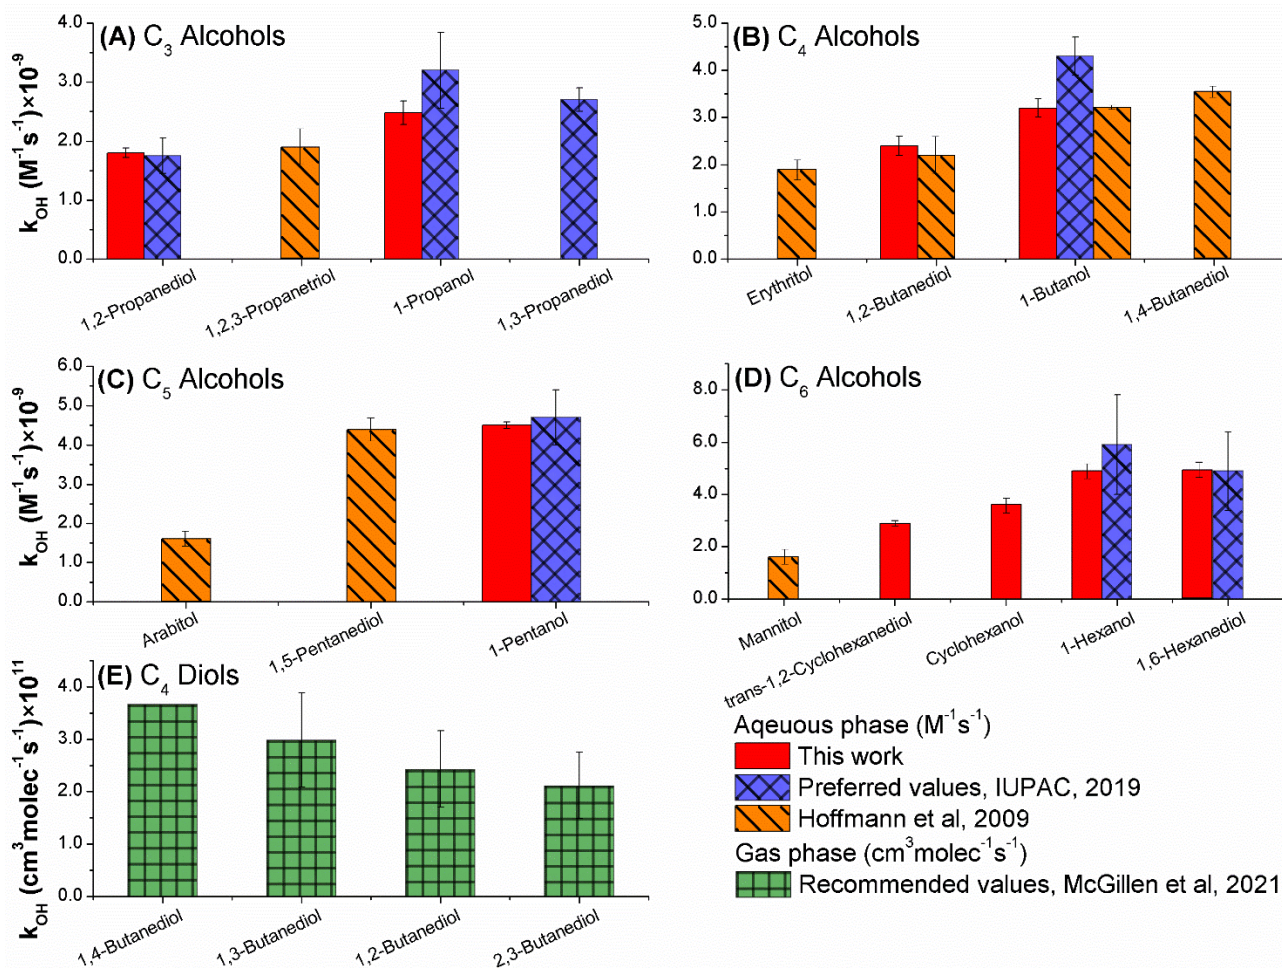 (A) C3 Alcohols
kOH (M-1s-1)×10-9
4.0
3.0
2.0
1.0
0.0
1,2-Propanediol
1,2,3-Propanetriol
1-Propanol
1,3-Propanediol
(B) C4 Alcohols
5.0
4.0
3.0
2.0
1.0
0.0
Erythritol
1,2-Butanediol
1-Butanol
1,4-Butanediol
(C) C5 Alcohols
kOH (M-1s-1)×10-9
6.0
5.0
4.0
3.0
2.0
1.0
0.0
Arabitol
1,5-Pentanediol
1-Pentanol
(D) C6 Alcohols
8.0
6.0
4.0
2.0
0.0
Mannitol
trans-1,2-Cyclohexanediol
Cyclohexanol
1-Hexanol
1,6-Hexanediol
(E) C4 Diols
kOH (cm3molec-1s-1)×1011
4.0
3.0
2.0
1.0
0.0
1,4-Butanediol
1,3-Butanediol
1,2-Butanediol
2,3-Butanediol
Aqeuous phase (M-1s-1)
This work
Preferred values, IUPAC, 2019
Hoffmann et al, 2009
Gas phase (cm3molec-1s-1)
Recommended values, McGillen et al, 2021